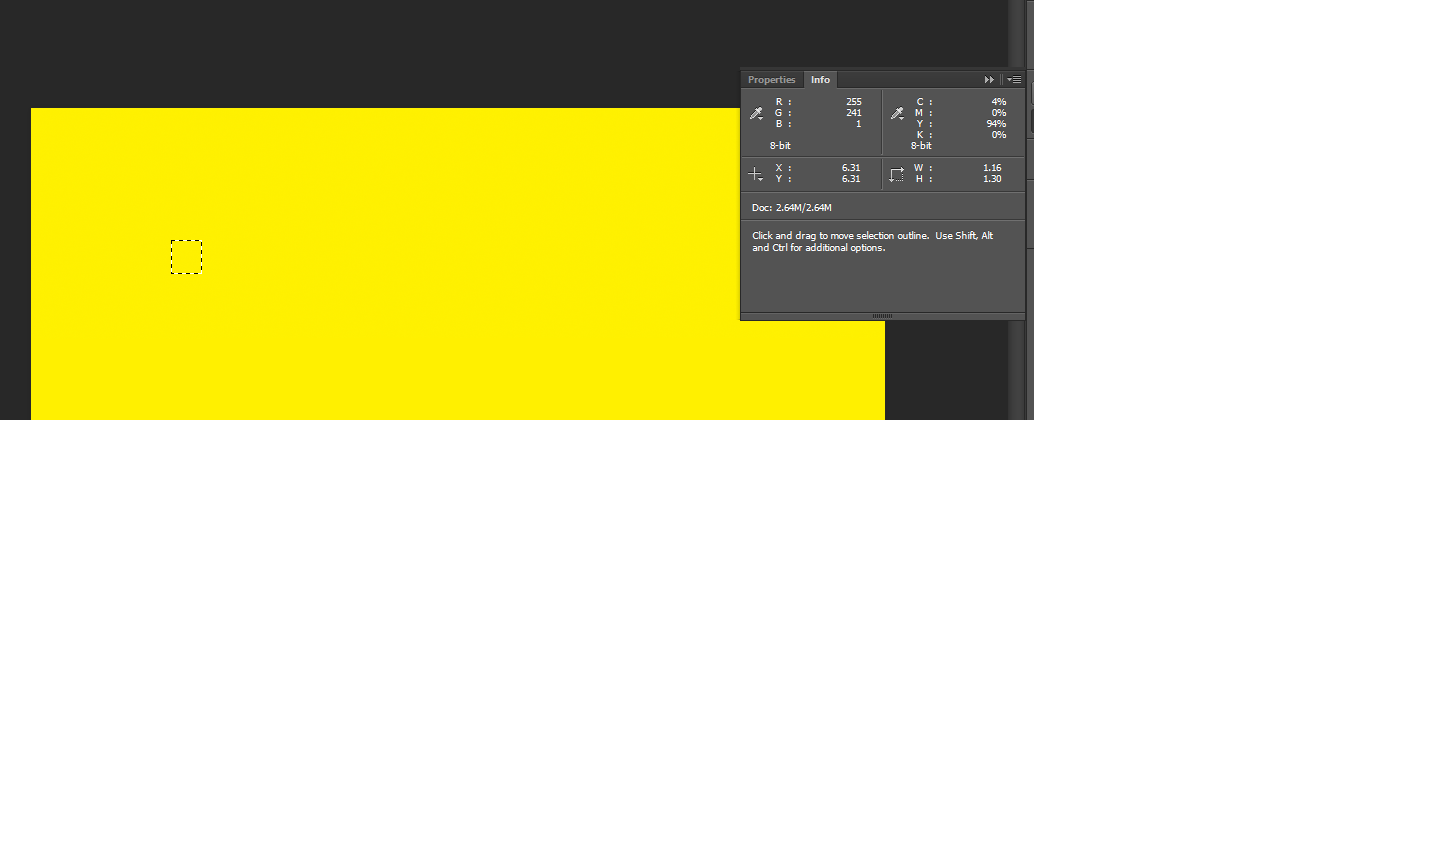 Properties Info
R : 255 C : 4%
G : 241 M : 0%
B : 1 Y : 94%
K : 0%
8-bit 8-bit
X : 6.31 W : 1.16
Y : 6.31 H : 1.30
Doc: 2.64M/2.64M
Click and drag to move selection outline. Use Shift, Alt
and Ctrl for additional options.